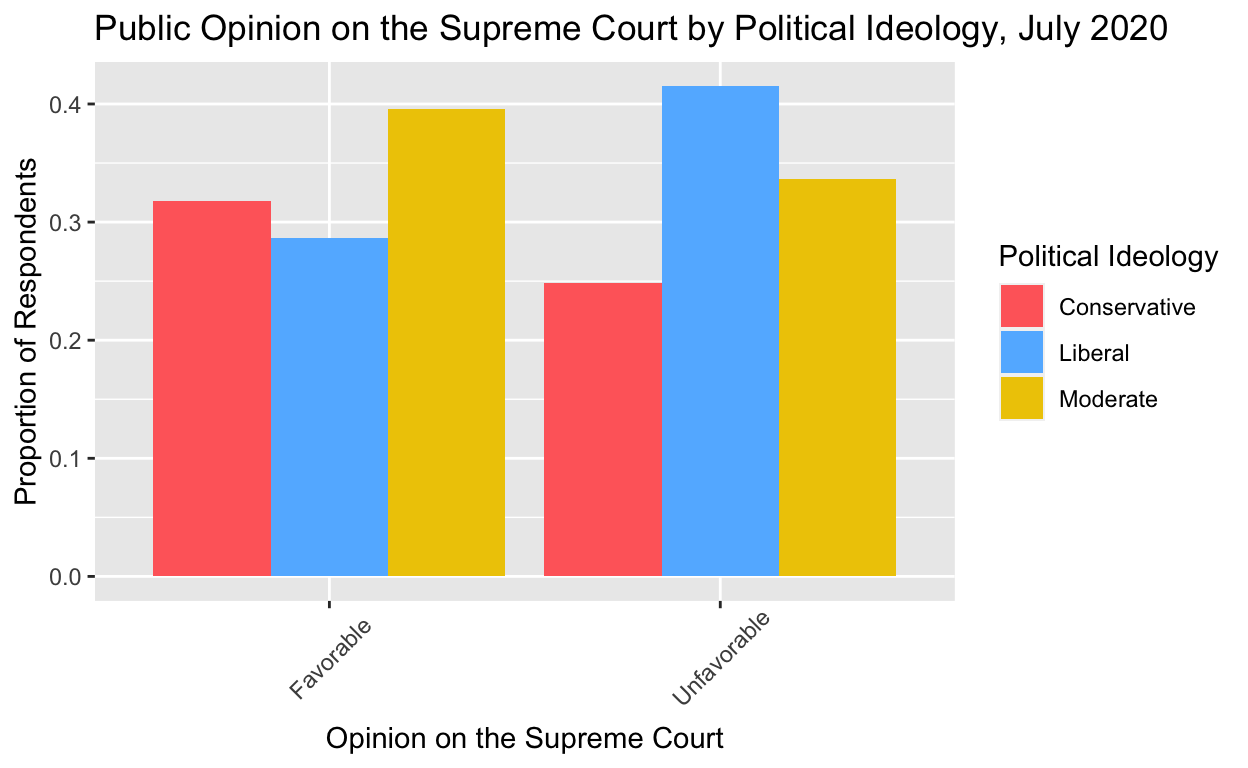 Public Opinion on the Supreme Court by Political Ideology, July 2020
Proportion of Respondents
0.4
0.3
0.2
0.1
0.0
Favorable
Unfavorable
Opinion on the Supreme Court
Political Ideology
Conservative
Liberal
Moderate